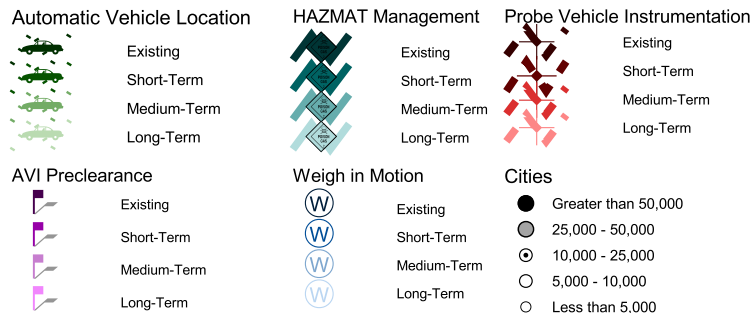 Automatic Vehicle Location
Existing
Short-Term
Medium-Term
Long-Term
HAZMAT Management
Existing
Short-Term
Medium-Term
Long-Term
Probe Vehicle Instrumentation
Existing
Short-Term
Medium-Term
Long-Term
AVI Preclearance
Existing
Short-Term
Medium-Term
Long-Term
Weigh in Motion
W
Existing
W
Short-Term
W
Medium-Term
W
Long-Term
Cities
Greater than 50,000
25,000 - 50,000
10,000 - 25,000
5,000 - 10,000
Less than 5,000